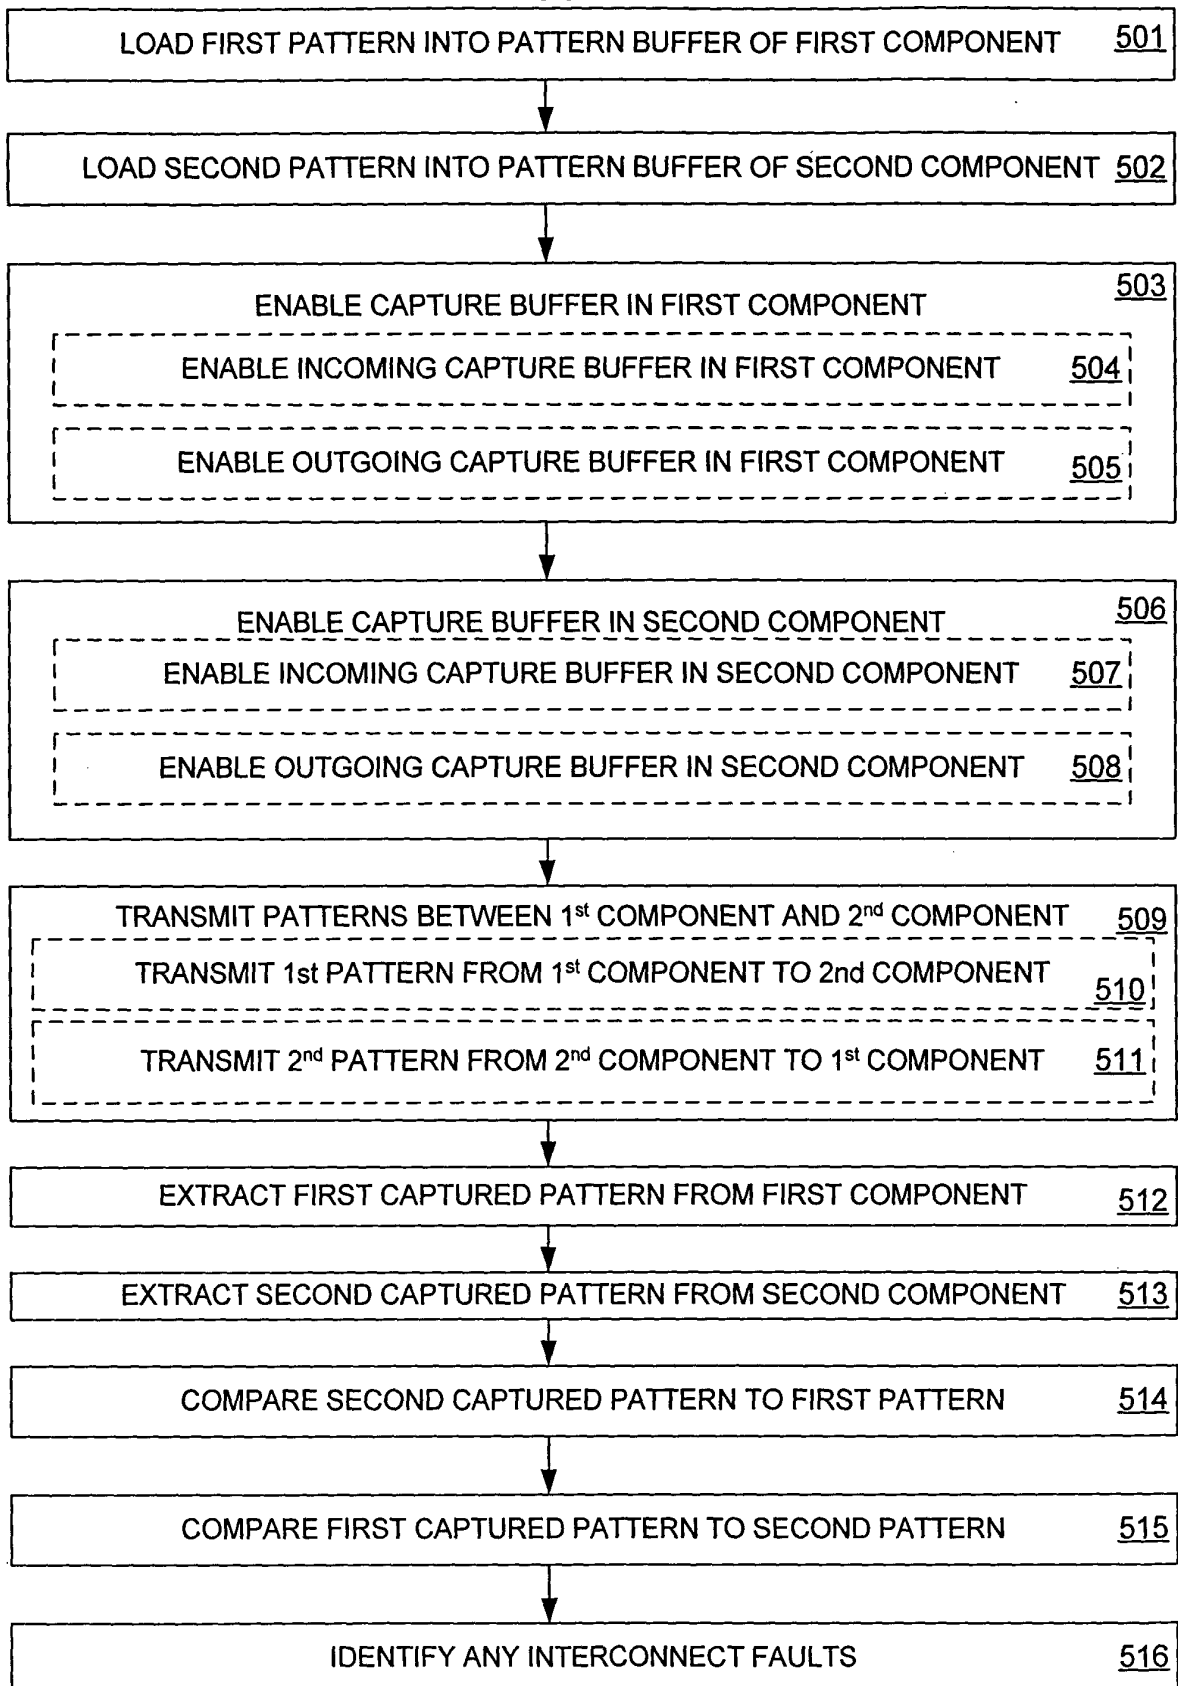 LOAD FIRST PATTERN INTO PATTERN BUFFER OF FIRST COMPONENT 501
LOAD SECOND PATTERN INTO PATTERN BUFFER OF SECOND COMPONENT 502
503
ENABLE CAPTURE BUFFER IN FIRST COMPONENT
ENABLE INCOMING CAPTURE BUFFER IN FIRST COMPONENT 504
ENABLE OUTGOING CAPTURE BUFFER IN FIRST COMPONENT 505
ENABLE CAPTURE BUFFER IN SECOND COMPONENT 506
ENABLE INCOMING CAPTURE BUFFER IN SECOND COMPONENT 507
ENABLE OUTGOING CAPTURE BUFFER IN SECOND COMPONENT 508
TRANSMIT PATTERNS BETWEEN 1st COMPONENT AND 2nd COMPONENT 509
TRANSMIT 1st PATTERN FROM 1st COMPONENT TO 2nd COMPONENT 510
TRANSMIT 2nd PATTERN FROM 2nd COMPONENT TO 1st COMPONENT 511
EXTRACT FIRST CAPTURED PATTERN FROM FIRST COMPONENT 512
EXTRACT SECOND CAPTURED PATTERN FROM SECOND COMPONENT 513
COMPARE SECOND CAPTURED PATTERN TO FIRST PATTERN 514
COMPARE FIRST CAPTURED PATTERN TO SECOND PATTERN 515
IDENTIFY ANY INTERCONNECT FAULTS 516